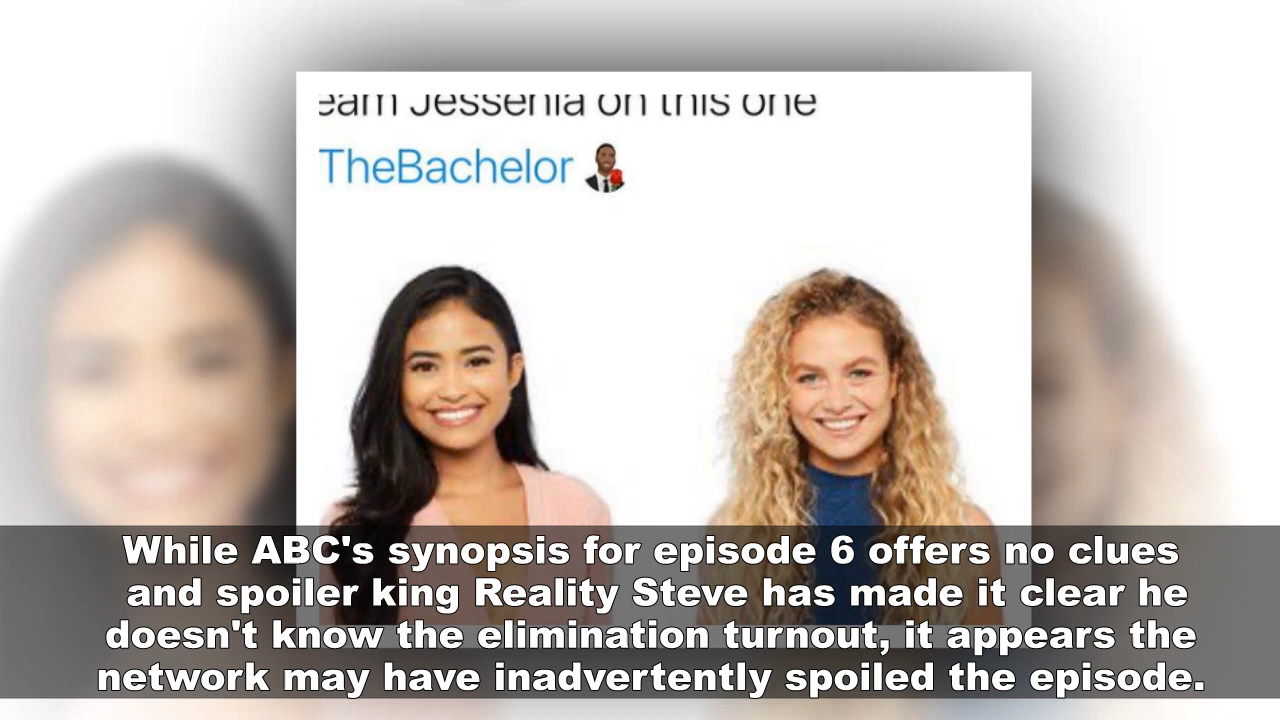 eam Jessenia on this one
TheBachelor
While ABC's synopsis for episode 6 offers no clues
and spoiler king Reality Steve has made it clear he
doesn't know the elimination turnout, it appears the
network may have inadvertently spoiled the episode.